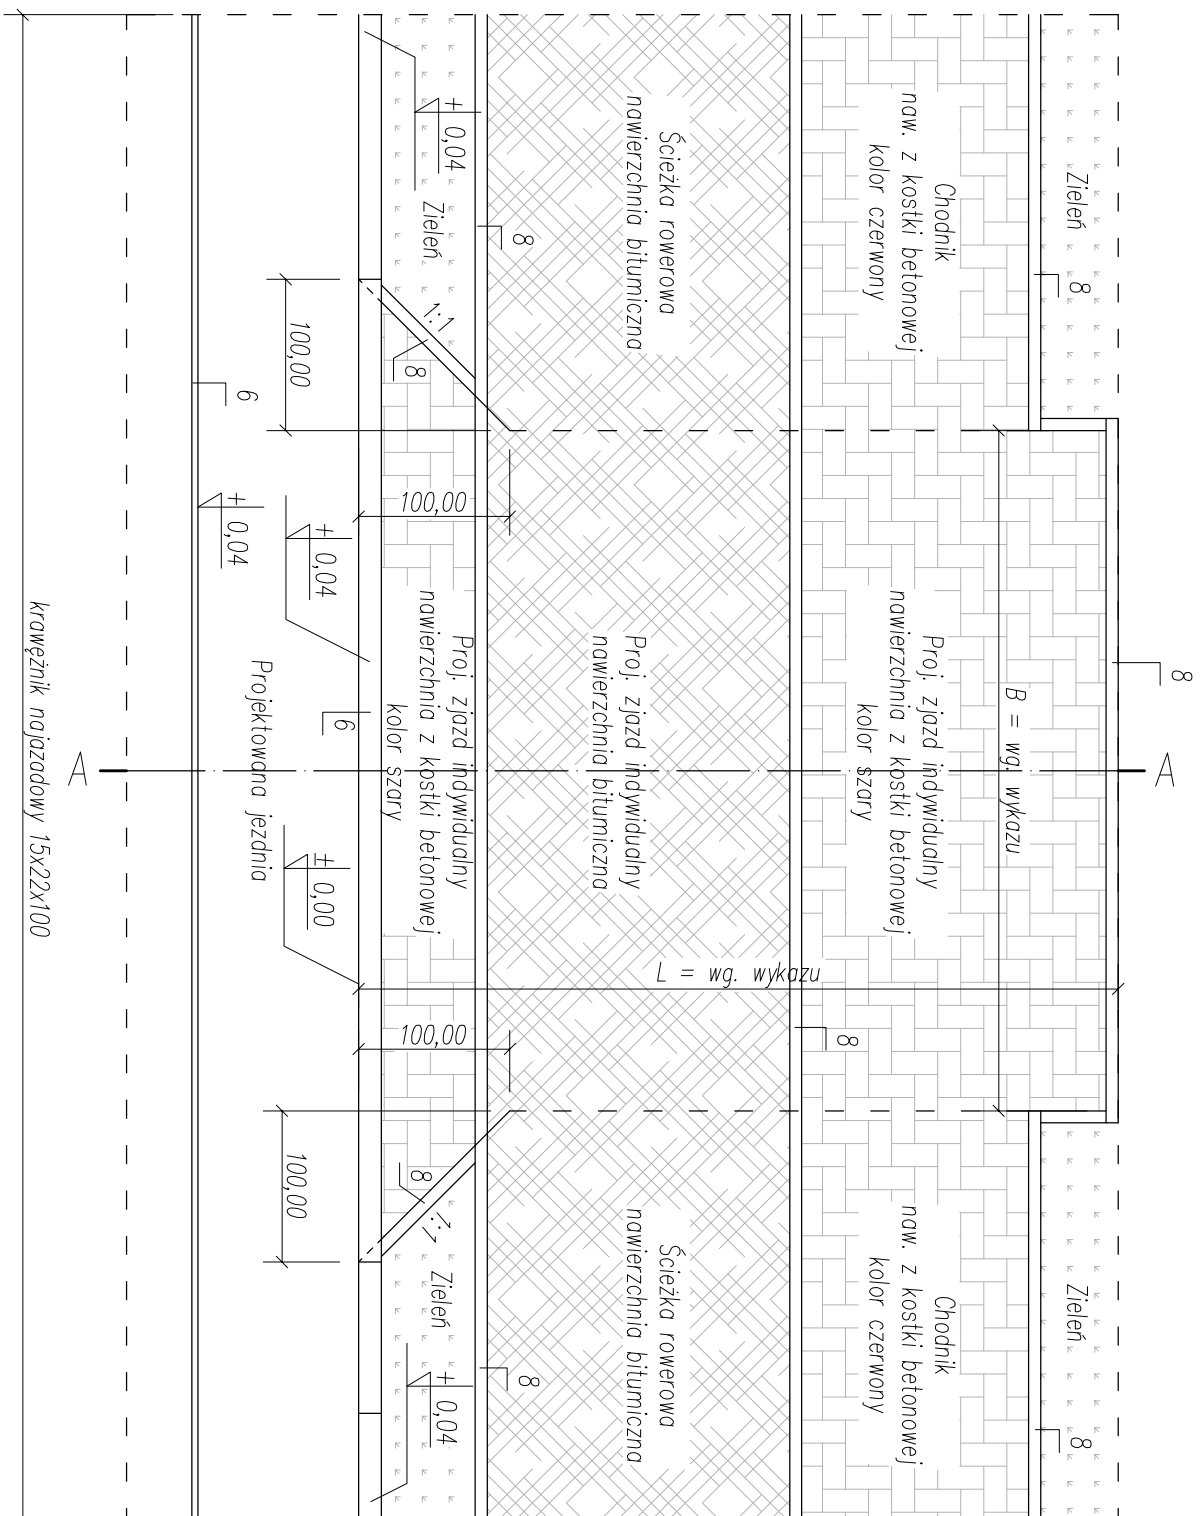 Zieleń
8
8
8
Zieleń
Chodnik
naw. z kostki betonowej
kolor czerwony
B = wg. wykazu
Proj. zjazd indywidualny
nawierzchnia z kostki betonowej
kolor szary
Chodnik
naw. z kostki betonowej
kolor czerwony
8
Ścieżka rowerowa
nawierzchnia bitumiczna
Proj. zjazd indywidualny
nawierzchnia bitumiczna
L = wg. wykazu
Ścieżka rowerowa
nawierzchnia bitumiczna
8
8
+ 0,04
Zieleń
1:1
8
100,00
Proj. zjazd indywidualny
nawierzchnia z kostki betonowej
kolor szary
100,00
8
1:1
Zieleń
+ 0,04
100,00
+ 0,04
6
± 0,00
100,00
6
+ 0,04
Projektowana jezdnia
A
A
krawężnik najazdowy 15x22x100